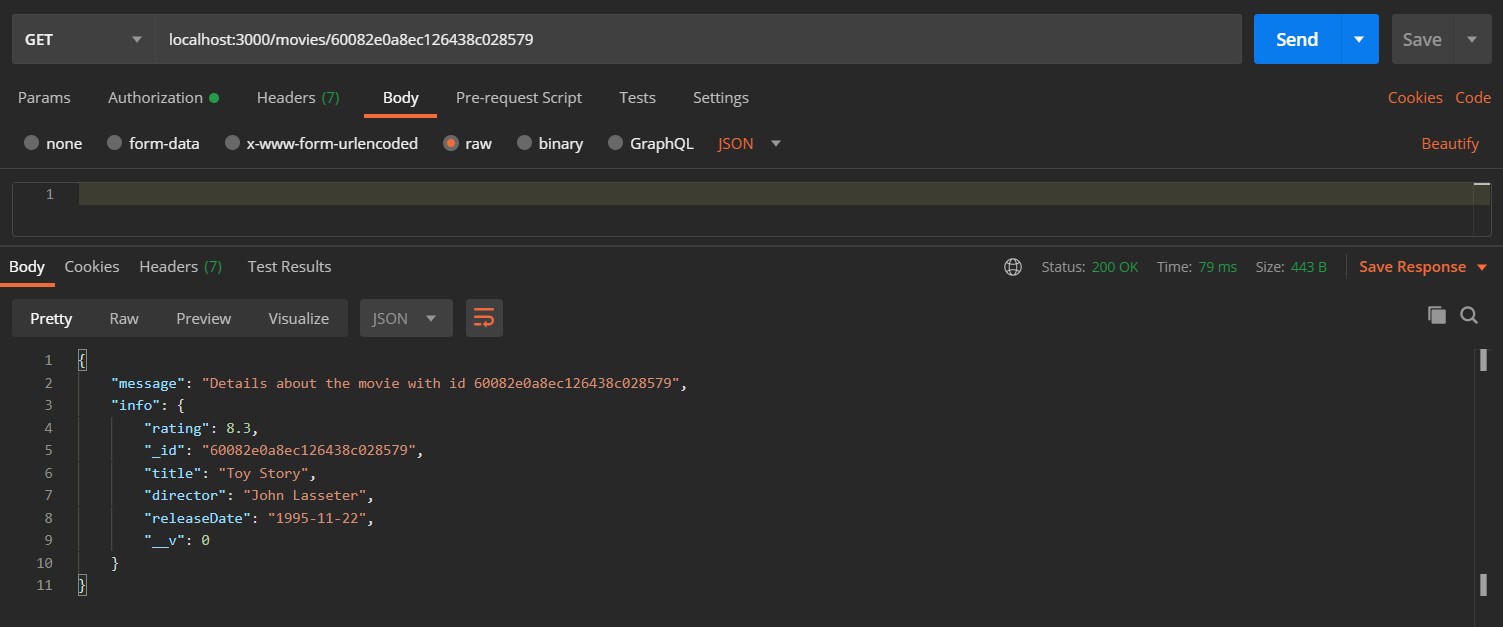 GET localhost:3000/movies/60082e0a8ec126438c028579 Send Save
Params Authorization Headers (7) Body Pre-request Script Tests Settings Cookies Code
none form-data x-www-form-urlencoded raw binary GraphQL JSON Beautify
1
Body Cookies Headers (7) Test Results Status: 200 OK Time: 79 ms Size: 443 B Save Response
Pretty Raw Preview Visualize JSON
1 {
2 "message": "Details about the movie with id 60082e0a8ec126438c028579",
3 "info": {
4 "rating": 8.3,
5 "_id": "60082e0a8ec126438c028579",
6 "title": "Toy Story",
7 "director": "John Lasseter",
8 "releaseDate": "1995-11-22",
9 "__v": 0
10 }
11 }